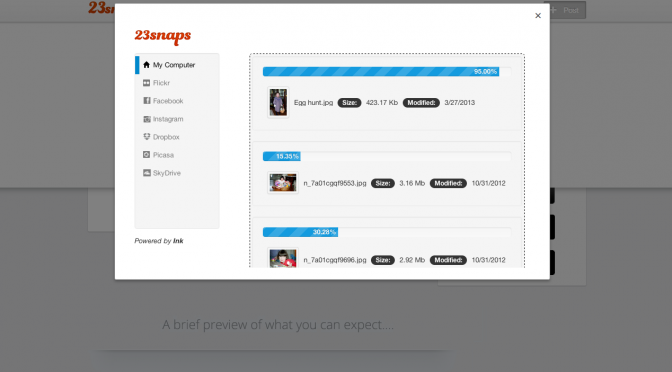 23sn
Post
23snaps
My Computer
Flickr
Facebook
Instagram
Dropbox
Picasa
SkyDrive
Powered by Ink
95.00%
Egg hunt.jpg Size: 423.17 Kb Modified: 3/27/2013
15.35%
n_7a01cgqf9553.jpg Size: 3.16 Mb Modified: 10/31/2012
30.28%
n_7a01cgqf9696.jpg Size: 2.92 Mb Modified: 10/31/2012
A brief preview of what you can expect....